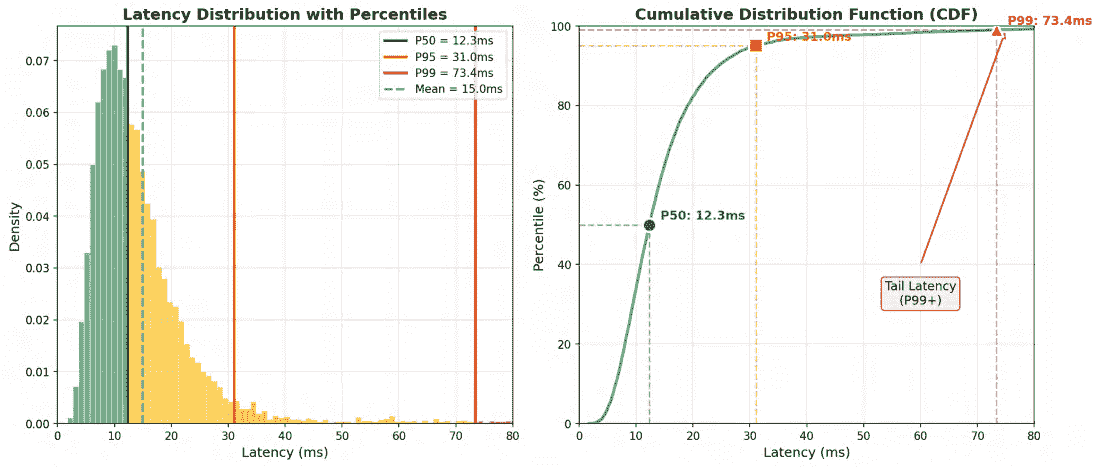 Latency Distribution with Percentiles
P50 = 12.3ms
P95 = 31.0ms
P99 = 73.4ms
Mean = 15.0ms
0.07
0.06
0.05
0.04
0.03
0.02
0.01
0.00
Density
0
10
20
30
40
50
60
70
80
Latency (ms)
Cumulative Distribution Function (CDF)
P99: 73.4ms
P95: 31.0ms
P50: 12.3ms
Tail Latency
(P99+)
100
80
60
40
20
0
Percentile (%)
0
10
20
30
40
50
60
70
80
Latency (ms)